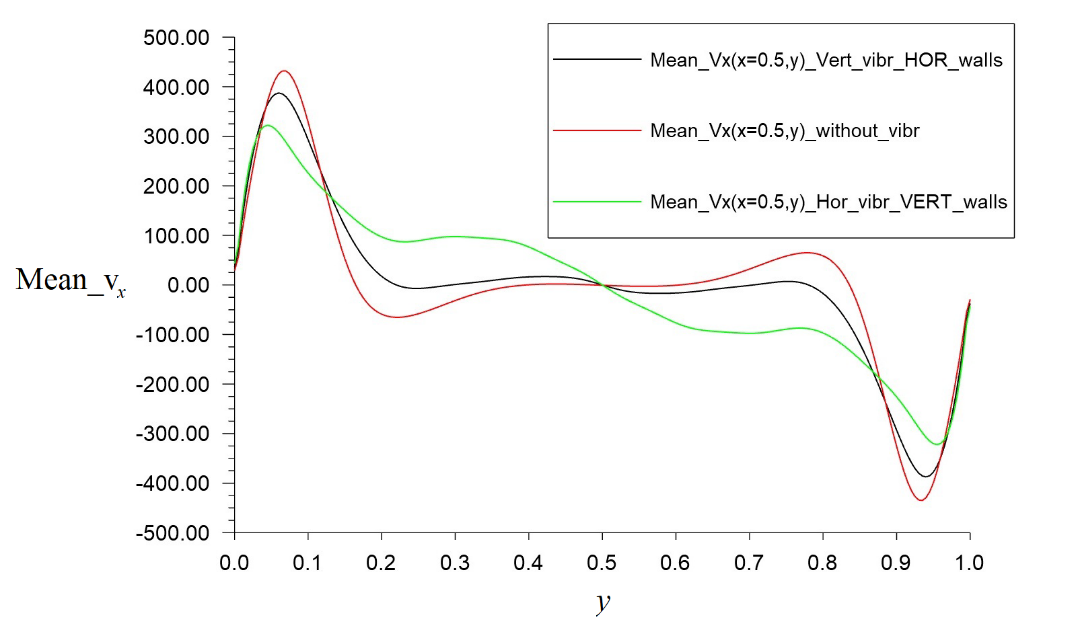 500.00
400.00
300.00
200.00
100.00
0.00
-100.00
-200.00
-300.00
-400.00
-500.00
Mean_vx
Mean_Vx(x=0.5,y)_Vert_vibr_HOR_walls
Mean_Vx(x=0.5,y)_without_vibr
Mean_Vx(x=0.5,y)_Hor_vibr_VERT_walls
0.0 0.1 0.2 0.3 0.4 0.5 0.6 0.7 0.8 0.9 1.0
y